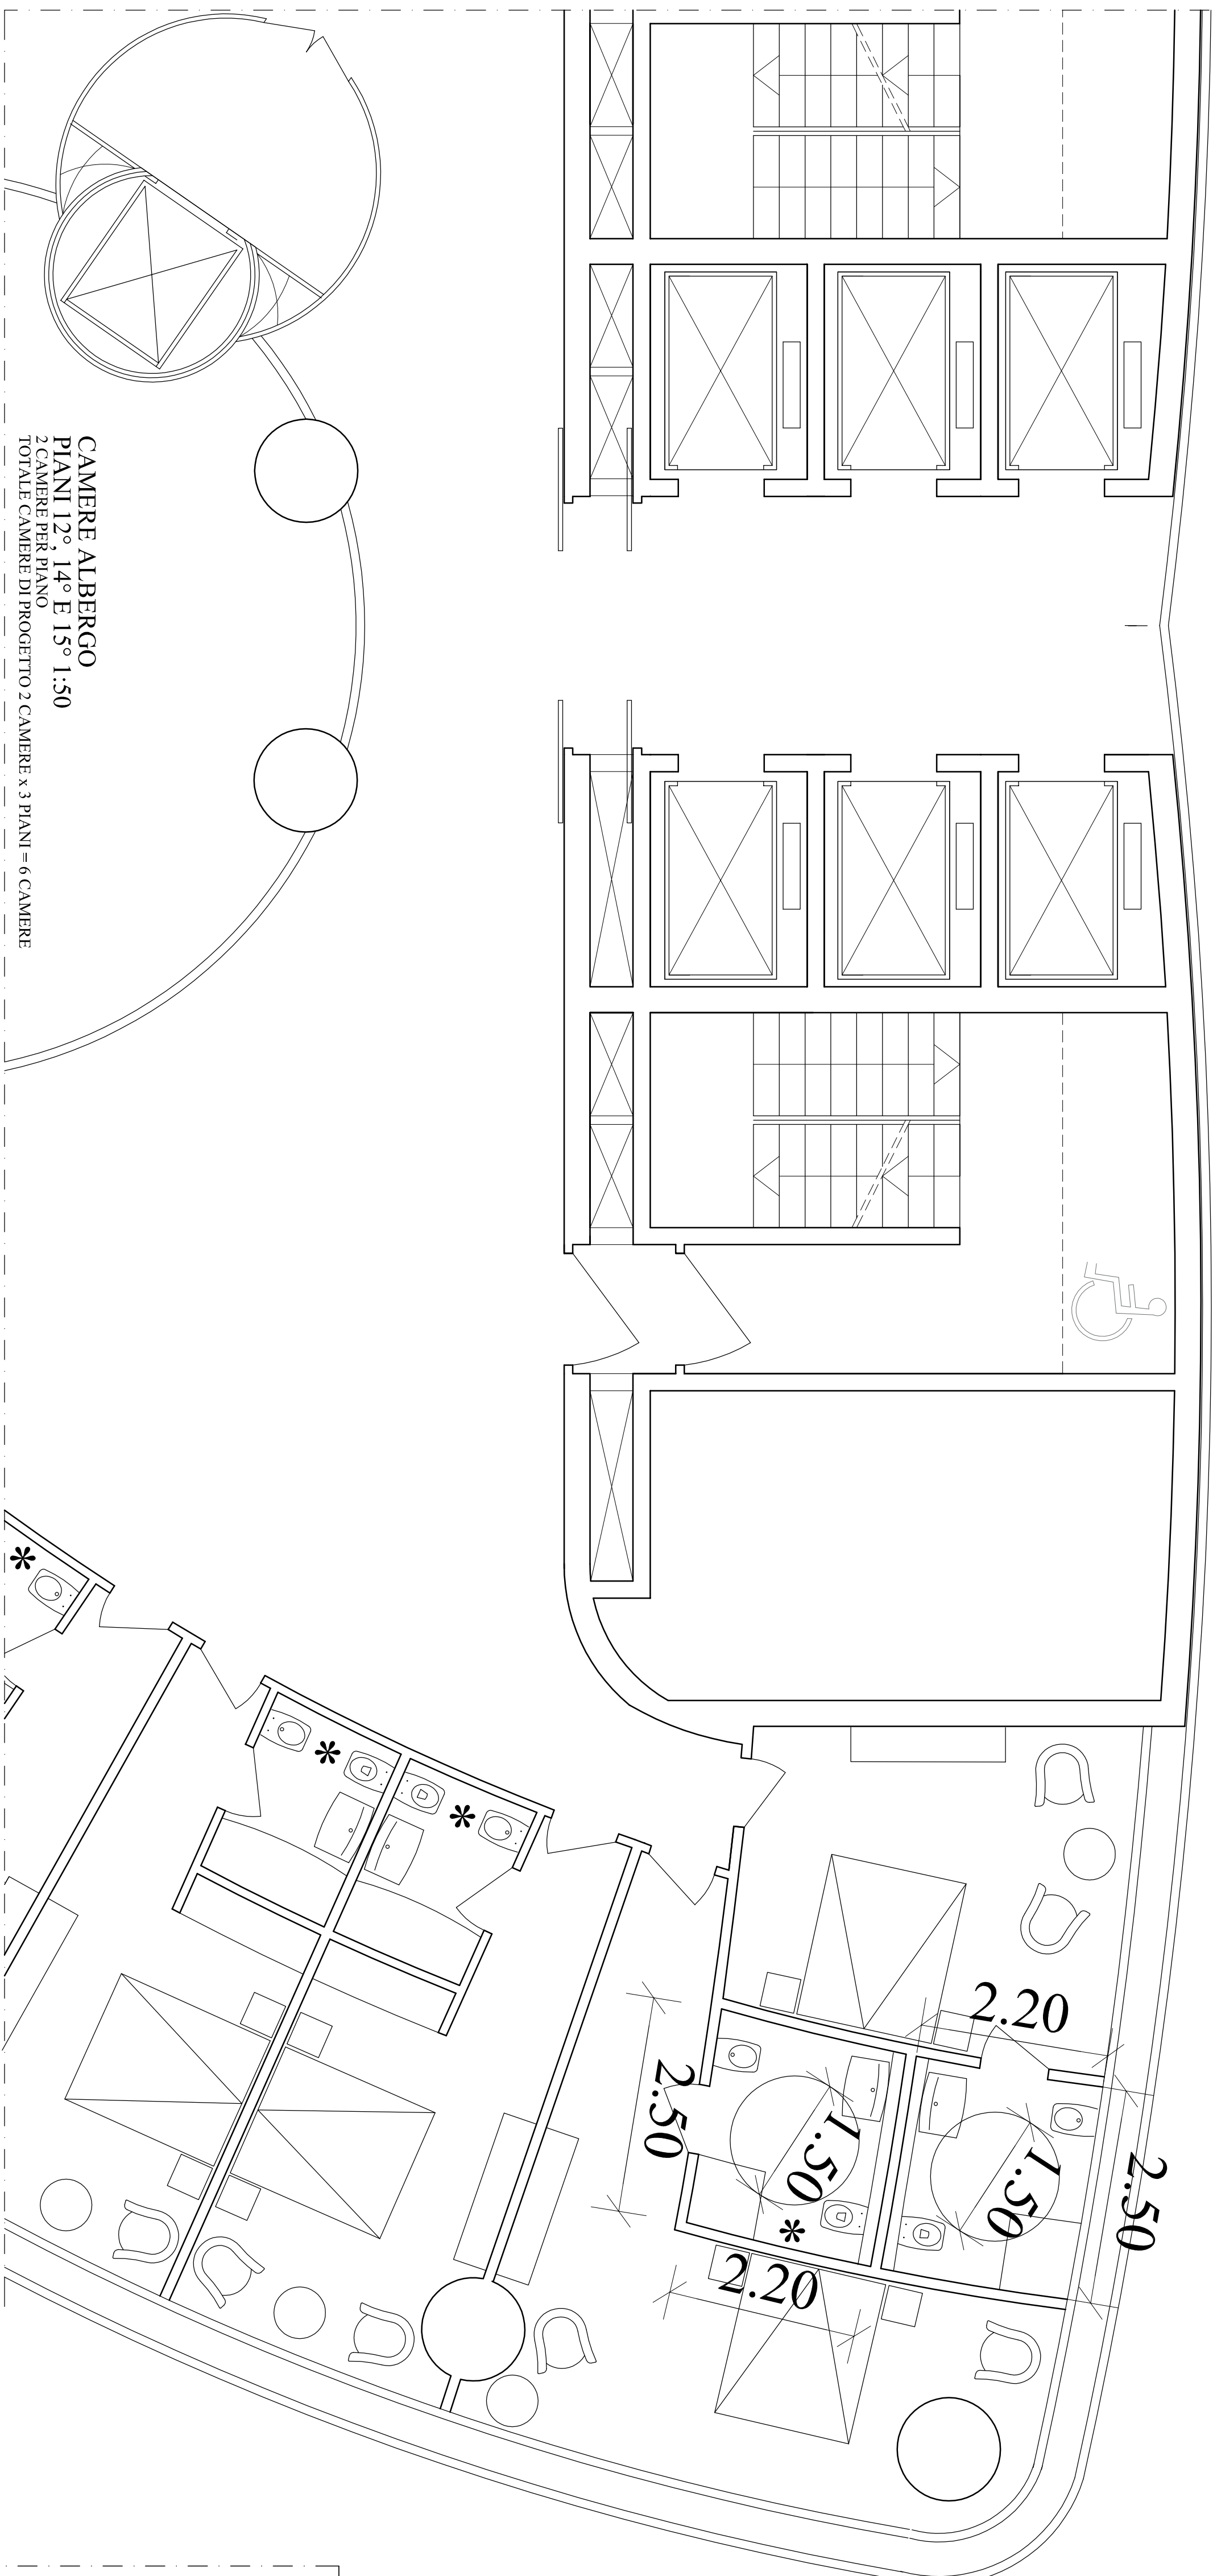 CAMERE ALBERGO
PIANI 12°, 14° E 15° 1:50
2 CAMERE PER PIANO
TOTALE CAMERE DI PROGETTO 2 CAMERE x 3 PIANI = 6 CAMERE
*
*
*
2.20
2.50
1.50
1.50
2.50
*
2.20